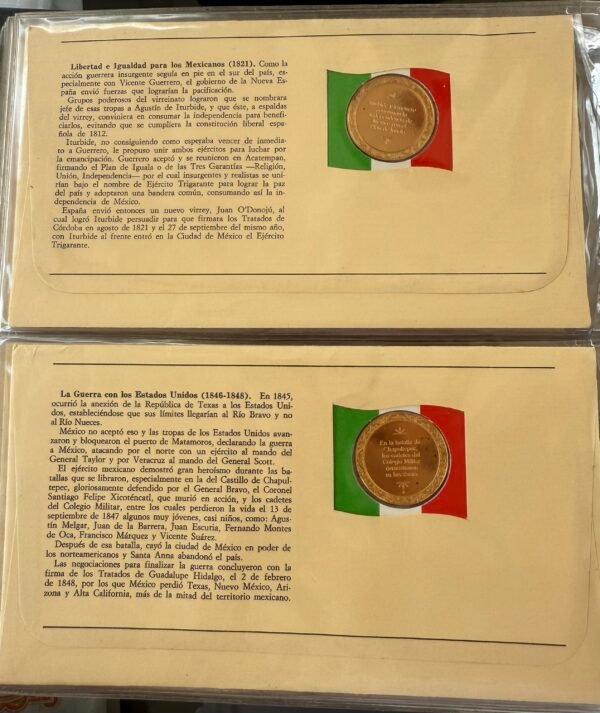 Libertad e Igualdad para los Mexicanos (1821). Como la
acción guerrera insurgente seguía en pie en el sur del país, es-
pecialmente con Vicente Guerrero, el gobierno de la Nueva Es-
paña envió fuerzas que lograrían la pacificación.
Grupos poderosos del virreinato lograron que se nombrara
jefe de esas tropas a Agustín de Iturbide, y que éste, a espaldas
del virrey, conviniera en consumar la independencia para benefi-
ciarlos, evitando que se cumpliera la constitución liberal espa-
ñola de 1812.
Iturbide, no consiguiendo como esperaba vencer de inmedia-
to a Guerrero, le propuso unir ambos ejércitos para luchar por
la emancipación. Guerrero aceptó y se reunieron en Acatempan,
firmando el Plan de Iguala o de las Tres Garantías —Religión,
Unión, Independencia— por el cual insurgentes y realistas se uni-
rían bajo el nombre de Ejército Trigarante para lograr la paz
del país y adoptaron una bandera común, consumando así la in-
dependencia de México.
España envió entonces un nuevo virrey, Juan O'Donojú, al
cual logró Iturbide persuadir para que firmara los Tratados de
Córdoba en agosto de 1821 y el 27 de septiembre del mismo año,
con Iturbide al frente entró en la Ciudad de México el Ejército
Trigarante.
La Guerra con los Estados Unidos (1846-1848). En 1845,
ocurrió la anexión de la República de Texas a los Estados Uni-
dos, estableciéndose que sus límites llegarían al Río Bravo y no
al Río Nueces.
México no aceptó eso y las tropas de los Estados Unidos avan-
zaron y bloquearon el puerto de Matamoros, declarando la guerra
a México, atacando por el norte con un ejército al mando del
General Taylor y por Veracruz al mando del General Scott.
El ejército mexicano demostró gran heroísmo durante las ba-
tallas que se libraron, especialmente en la del Castillo de Chapul-
tepec, gloriosamente defendido por el General Bravo, el Coronel
Santiago Felipe Xicoténcatl, que murió en acción, y los cadetes
del Colegio Militar, entre los cuales perdieron la vida el 13 de
septiembre de 1847 algunos muy jóvenes, casi niños, como: Agus-
tín Melgar, Juan de la Barrera, Juan Escutia, Fernando Montes
de Oca, Francisco Márquez y Vicente Suárez.
Después de esa batalla, cayó la ciudad de México en poder de
los norteamericanos y Santa Anna abandonó el país.
Las negociaciones para finalizar la guerra concluyeron con la
firma de los Tratados de Guadalupe Hidalgo, el 2 de febrero
de 1848, por los que México perdió Texas, Nuevo México, Ari-
zona y Alta California, más de la mitad del territorio mexicano.
En la batalla de
Chapultepec,
los cadetes del
Colegio Militar